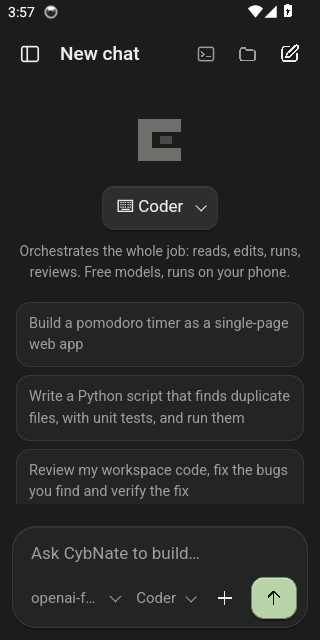 3:57
New chat
Coder
Orchestrates the whole job: reads, edits, runs,
reviews. Free models, runs on your phone.
Build a pomodoro timer as a single-page
web app
Write a Python script that finds duplicate
files, with unit tests, and run them
Review my workspace code, fix the bugs
you find and verify the fix
Ask CybNate to build…
openai-f… Coder